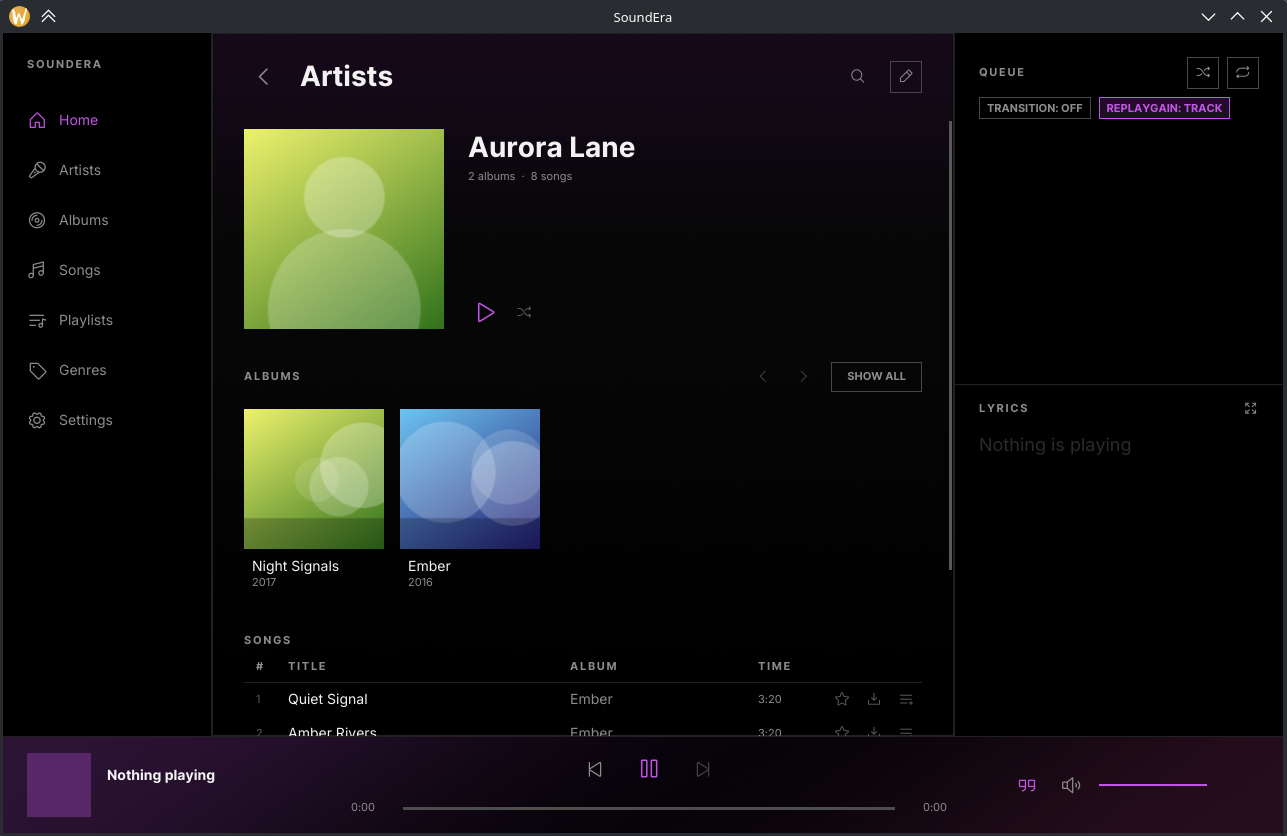 SoundEra
SOUNDERA
Home
Artists
Albums
Songs
Playlists
Genres
Settings
Artists
Aurora Lane
2 albums · 8 songs
ALBUMS
SHOW ALL
Night Signals
2017
Ember
2016
SONGS
# TITLE ALBUM TIME
1 Quiet Signal Ember 3:20
2 Amber Rivers Ember 3:20
QUEUE
TRANSITION: OFF REPLAYGAIN: TRACK
LYRICS
Nothing is playing
Nothing playing
0:00 0:00